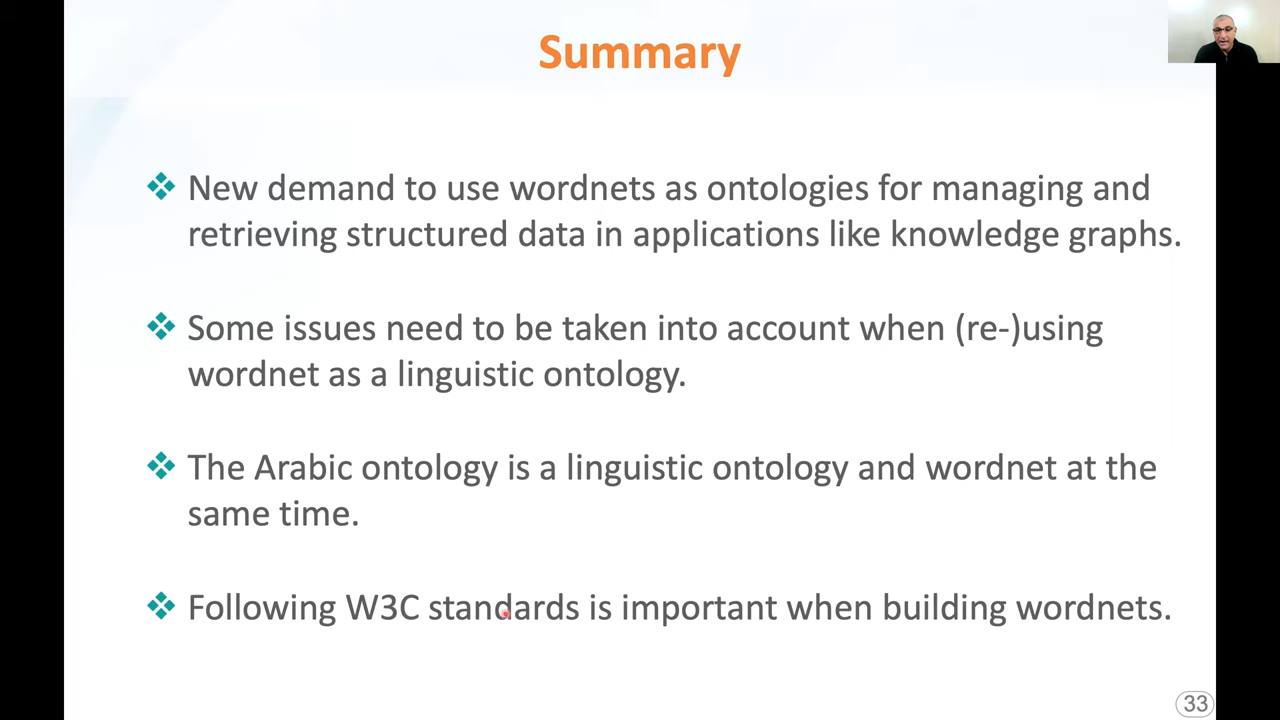 Summary
New demand to use wordnets as ontologies for managing and
retrieving structured data in applications like knowledge graphs.
Some issues need to be taken into account when (re-)using
wordnet as a linguistic ontology.
The Arabic ontology is a linguistic ontology and wordnet at the
same time.
Following W3C standards is important when building wordnets.
33